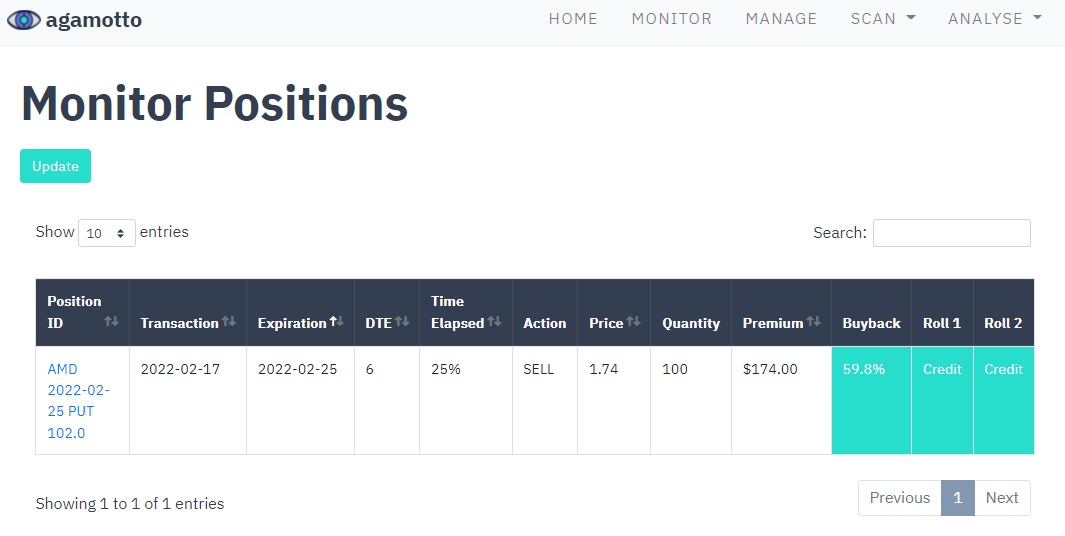 agamotto
HOME MONITOR MANAGE SCAN ANALYSE
Monitor Positions
Update
Show 10 entries
Search:
Position ID Transaction Expiration DTE Time Elapsed Action Price Quantity Premium Buyback Roll 1 Roll 2
AMD 2022-02-25 PUT 102.0 2022-02-17 2022-02-25 6 25% SELL 1.74 100 $174.00 59.8% Credit Credit
Showing 1 to 1 of 1 entries
Previous 1 Next